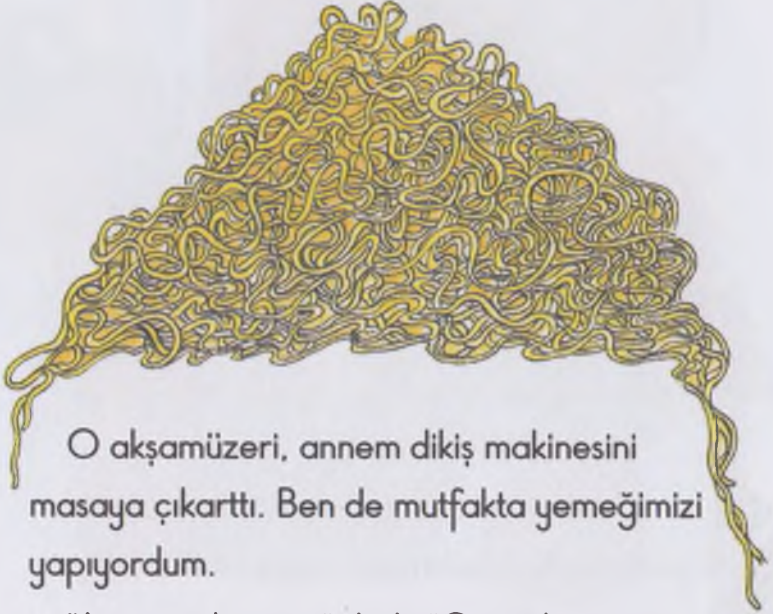 O akşamüzeri, annem dikiş makinesini
masaya çıkarttı. Ben de mutfakta yemeğimizi
yapıyordum.